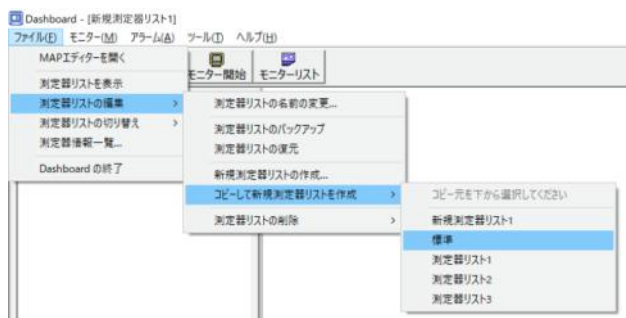 Dashboard - [新規測定器リスト1]
ファイル(F) モニター(M) アラーム(A) ツール(T) ヘルプ(H)
モニター開始 モニターリスト
MAPエディターを開く
測定器リストを表示
測定器リストの編集 >
測定器リストの切り替え >
測定器情報一覧...
Dashboard の終了
測定器リストの名前の変更...
測定器リストのバックアップ
測定器リストの復元
新規測定器リストの作成...
コピーして新規測定器リストを作成 >
測定器リストの削除 >
コピー元を下から選択してください
新規測定器リスト1
標準
測定器リスト1
測定器リスト2
測定器リスト3